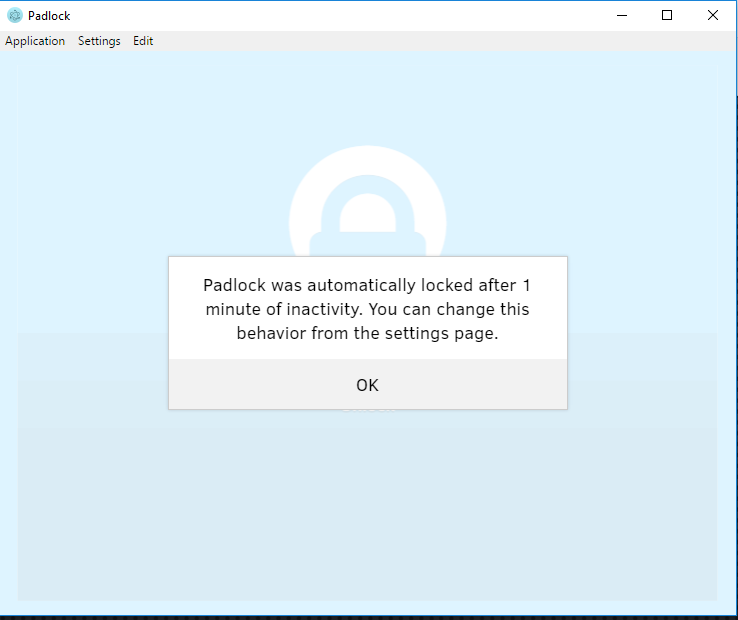 Padlock
Application Settings Edit
Padlock was automatically locked after 1
minute of inactivity. You can change this
behavior from the settings page.
OK